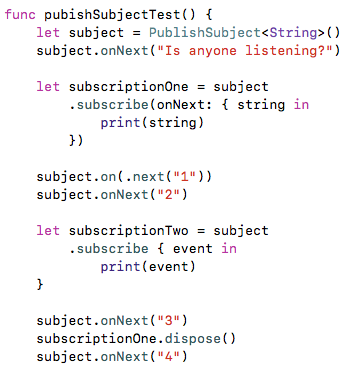 func pubishSubjectTest() {
    let subject = PublishSubject<String>()
    subject.onNext("Is anyone listening?")

    let subscriptionOne = subject
        .subscribe(onNext: { string in
            print(string)
        })

    subject.on(.next("1"))
    subject.onNext("2")

    let subscriptionTwo = subject
        .subscribe { event in
            print(event)
    }

    subject.onNext("3")
    subscriptionOne.dispose()
    subject.onNext("4")